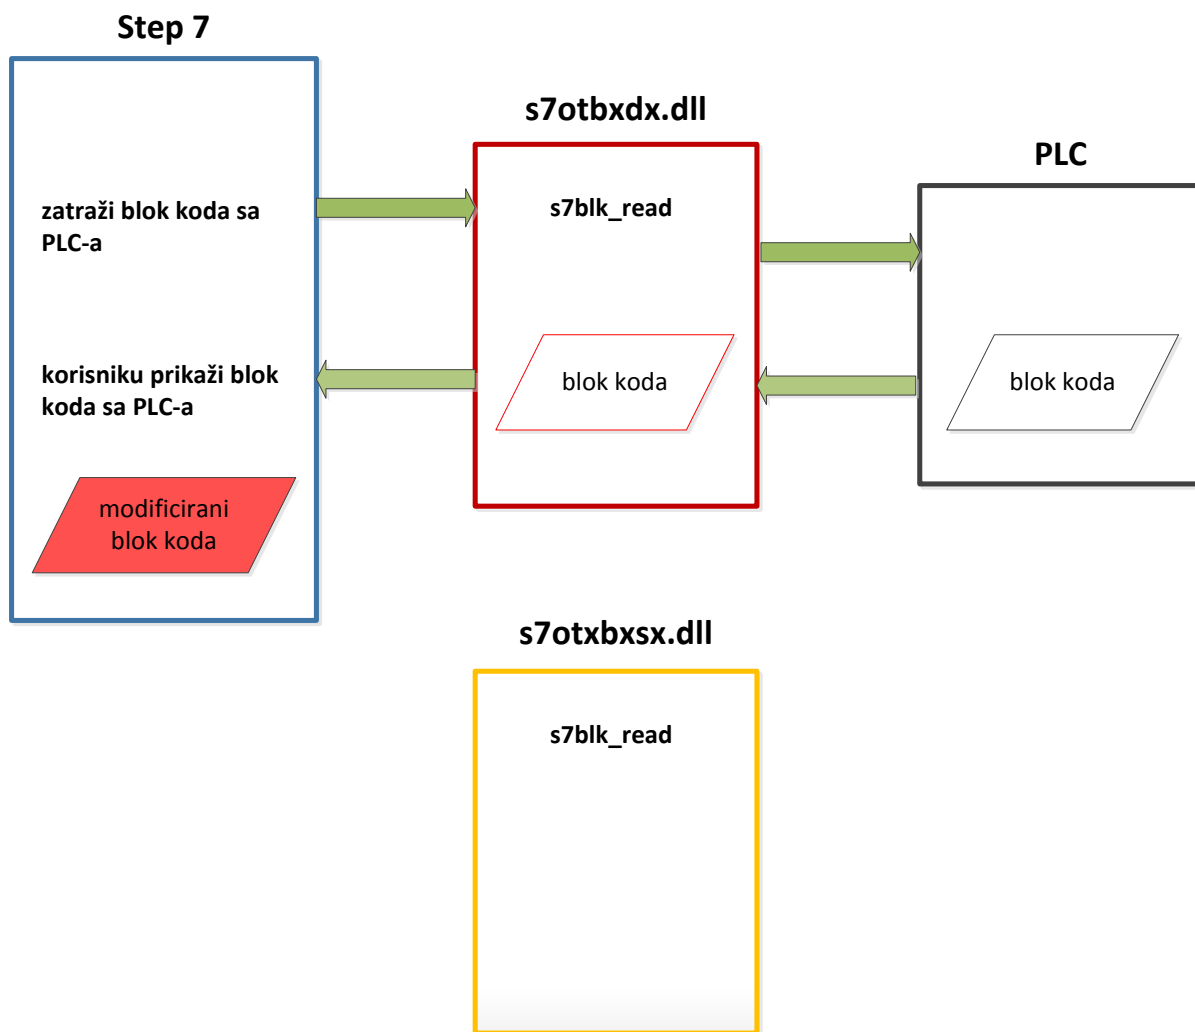 Step 7
s7otbxdx.dll
PLC
zatraži blok koda sa
PLC-a
s7blk_read
korisniku prikaži blok
koda sa PLC-a
blok koda
blok koda
modificirani
blok koda
s7otxbxsx.dll
s7blk_read